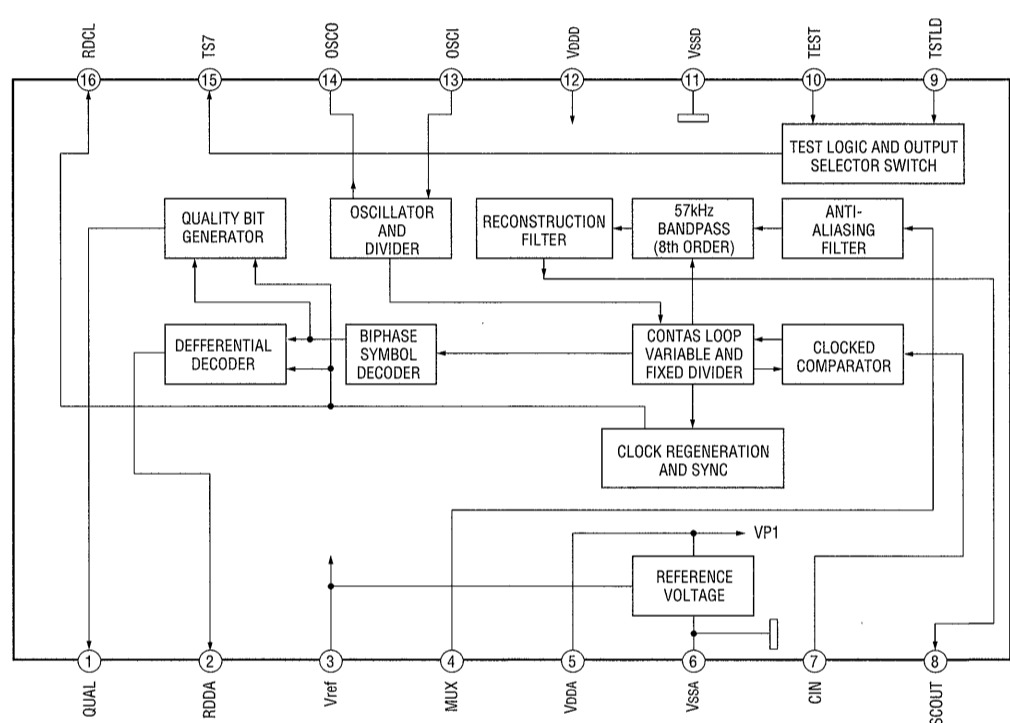 RDCL
TS7
OSCO
OSCI
VDDD
VSSD
TEST
TSTLD
16
15
14
13
12
11
10
9
TEST LOGIC AND OUTPUT
SELECTOR SWITCH
QUALITY BIT
GENERATOR
OSCILLATOR
AND
DIVIDER
RECONSTRUCTION
FILTER
57kHz
BANDPASS
(8th ORDER)
ANTI-
ALIASING
FILTER
DEFFERENTIAL
DECODER
BIPHASE
SYMBOL
DECODER
CONTAS LOOP
VARIABLE AND
FIXED DIVIDER
CLOCKED
COMPARATOR
CLOCK REGENERATION
AND SYNC
VP1
REFERENCE
VOLTAGE
1
2
3
4
5
6
7
8
QUAL
RDDA
Vref
MUX
VDDA
VSSA
CIN
SCOUT